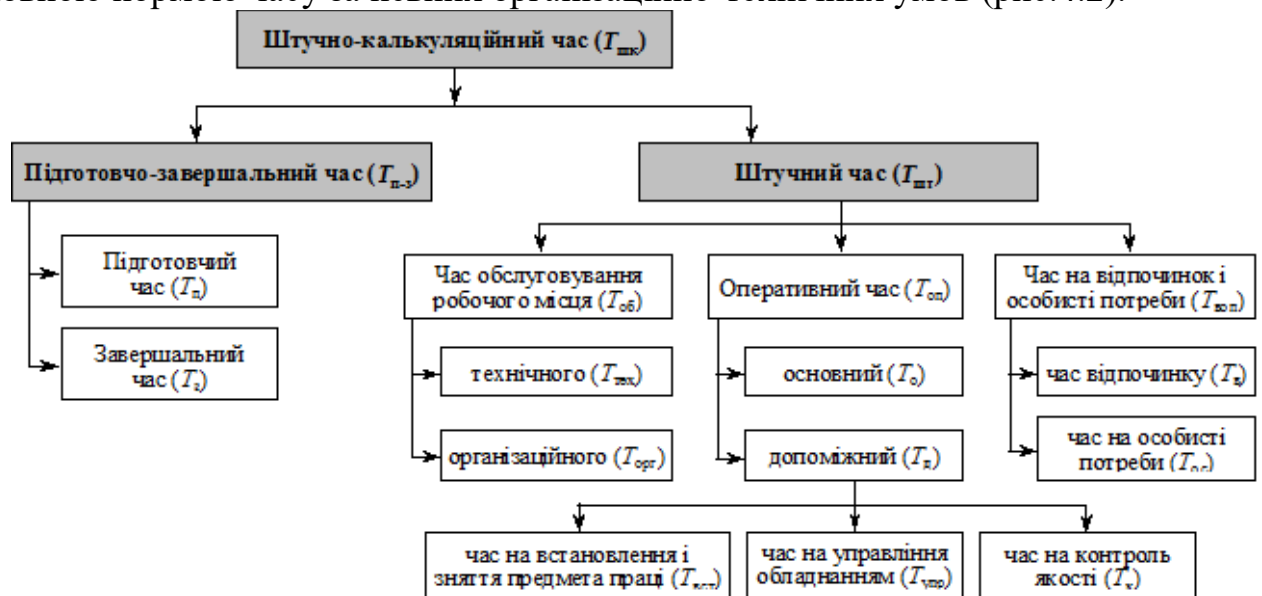 Штучно-калькуляційний час (Tшк)
Підготовчо-завершальний час (Tп-з)
Штучний час (Tшт)
Підготовчий
час (Tп)
Завершальний
час (Tз)
Час обслуговування
робочого місця (Tоб)
технічного (Tтех)
організаційного (Tорг)
Оперативний час (Tоп)
основний (Tо)
допоміжний (Tд)
Час на відпочинок і
особисті потреби (Tвоп)
час відпочинку (Tв)
час на особисті
потреби
час на встановлення і
зняття предмета праці
час на управління
обладнанням (Tупр)
час на контроль
якості (Tк)